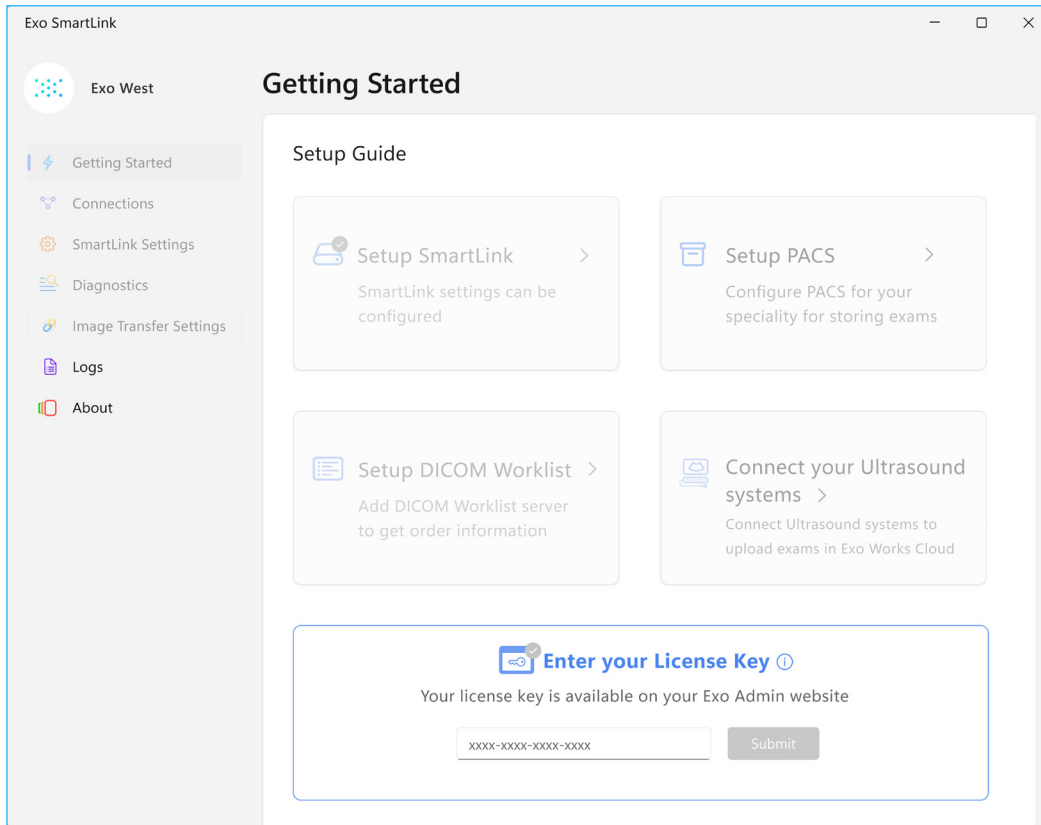 Exo SmartLink
Exo West
Getting Started
Connections
SmartLink Settings
Diagnostics
Image Transfer Settings
Logs
About
Getting Started
Setup Guide
Setup SmartLink
SmartLink settings can be
configured
Setup PACS
Configure PACS for your
speciality for storing exams
Setup DICOM Worklist
Add DICOM Worklist server
to get order information
Connect your Ultrasound
systems
Connect Ultrasound systems to
upload exams in Exo Works Cloud
Enter your License Key
Your license key is available on your Exo Admin website
xxxx-xxxx-xxxx-xxxx
Submit